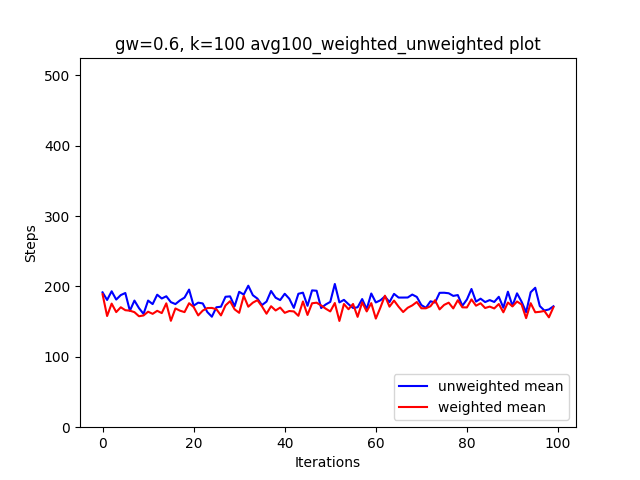 gw=0.6, k=100 avg100_weighted_unweighted plot
500
400
300
200
100
0
Steps
0 20 40 60 80 100
Iterations
unweighted mean
weighted mean